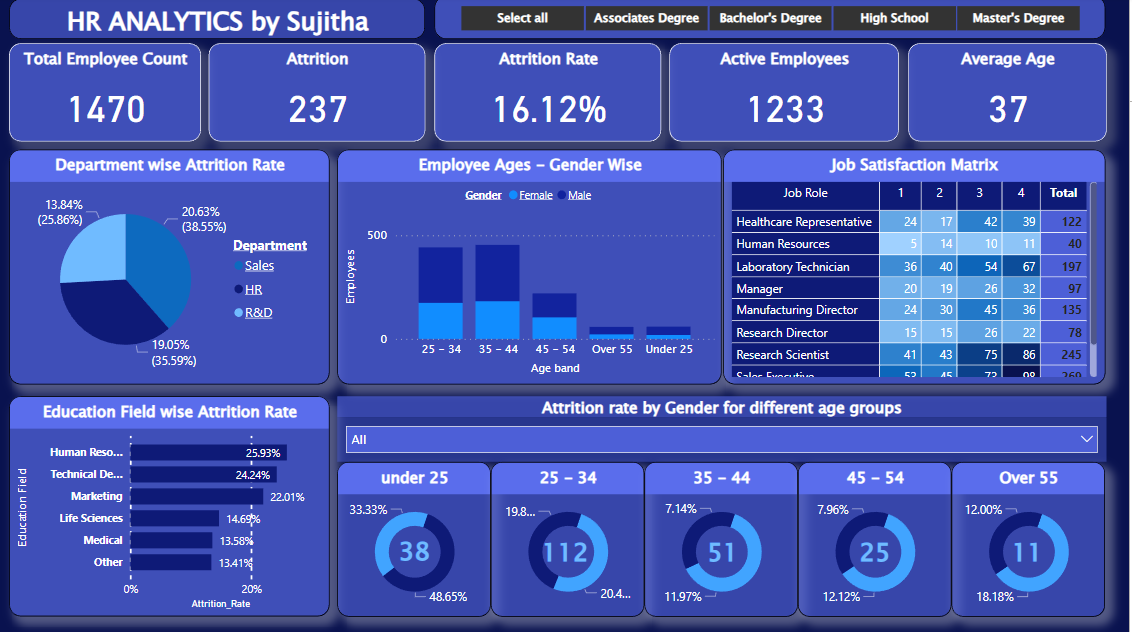 HR ANALYTICS by Sujitha
Select all Associates Degree Bachelor's Degree High School Master's Degree
Total Employee Count
1470
Attrition
237
Attrition Rate
16.12%
Active Employees
1233
Average Age
37
Department wise Attrition Rate
13.84%
(25.86%)
20.63%
(38.55%)
19.05%
(35.59%)
Department
Sales
HR
R&D
Employee Ages - Gender Wise
Gender Female Male
Employees
500
0
25 - 34 35 - 44 45 - 54 Over 55 Under 25
Age band
Job Satisfaction Matrix
Job Role 1 2 3 4 Total
Healthcare Representative 24 17 42 39 122
Human Resources 5 14 10 11 40
Laboratory Technician 36 40 54 67 197
Manager 20 19 26 32 97
Manufacturing Director 24 30 45 36 135
Research Director 15 15 26 22 78
Research Scientist 41 43 75 86 245
Sales Executive 53 45 73 98 269
Education Field wise Attrition Rate
Education Field
Human Reso... 25.93%
Technical De... 24.24%
Marketing 22.01%
Life Sciences 14.69%
Medical 13.58%
Other 13.41%
0% 20%
Attrition_Rate
Attrition rate by Gender for different age groups
All
under 25
33.33%
38
48.65%
25 - 34
19.8...
112
20.4...
35 - 44
7.14%
51
11.97%
45 - 54
7.96%
25
12.12%
Over 55
12.00%
11
18.18%